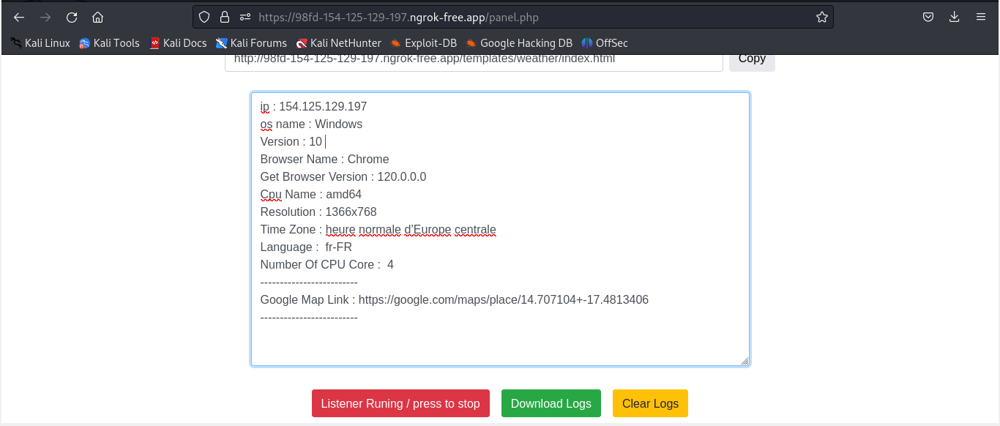 https://98fd-154-125-129-197.ngrok-free.app/panel.php
Kali Linux Kali Tools Kali Docs Kali Forums Kali NetHunter Exploit-DB Google Hacking DB OffSec
http://98fd-154-125-129-197.ngrok-free.app/templates/weather/index.html Copy
ip : 154.125.129.197
os name : Windows
Version : 10
Browser Name : Chrome
Get Browser Version : 120.0.0.0
Cpu Name : amd64
Resolution : 1366x768
Time Zone : heure normale d'Europe centrale
Language : fr-FR
Number Of CPU Core : 4
-------------------------
Google Map Link : https://google.com/maps/place/14.707104+-17.4813406
-------------------------
Listener Runing / press to stop Download Logs Clear Logs